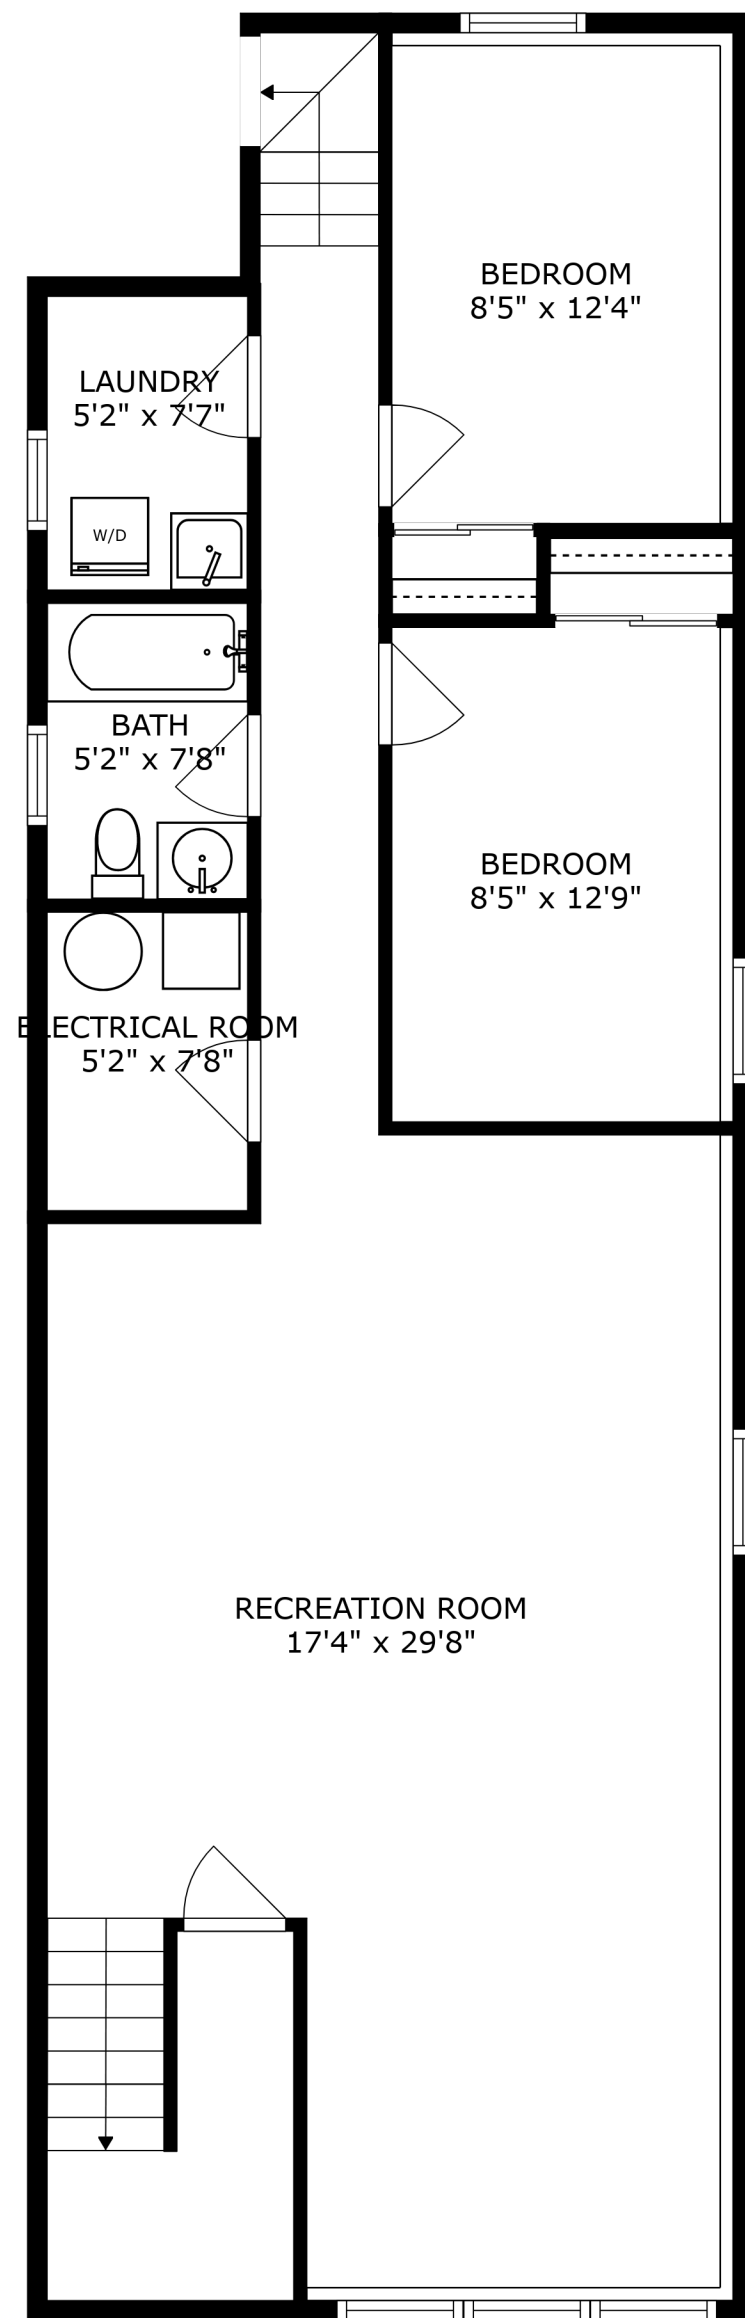 BEDROOM
8'5" x 12'4"
LAUNDRY
5'2" x 7'7"
W/D
BATH
5'2" x 7'8"
BEDROOM
8'5" x 12'9"
ELECTRICAL ROOM
5'2" x 7'8"
RECREATION ROOM
17'4" x 29'8"